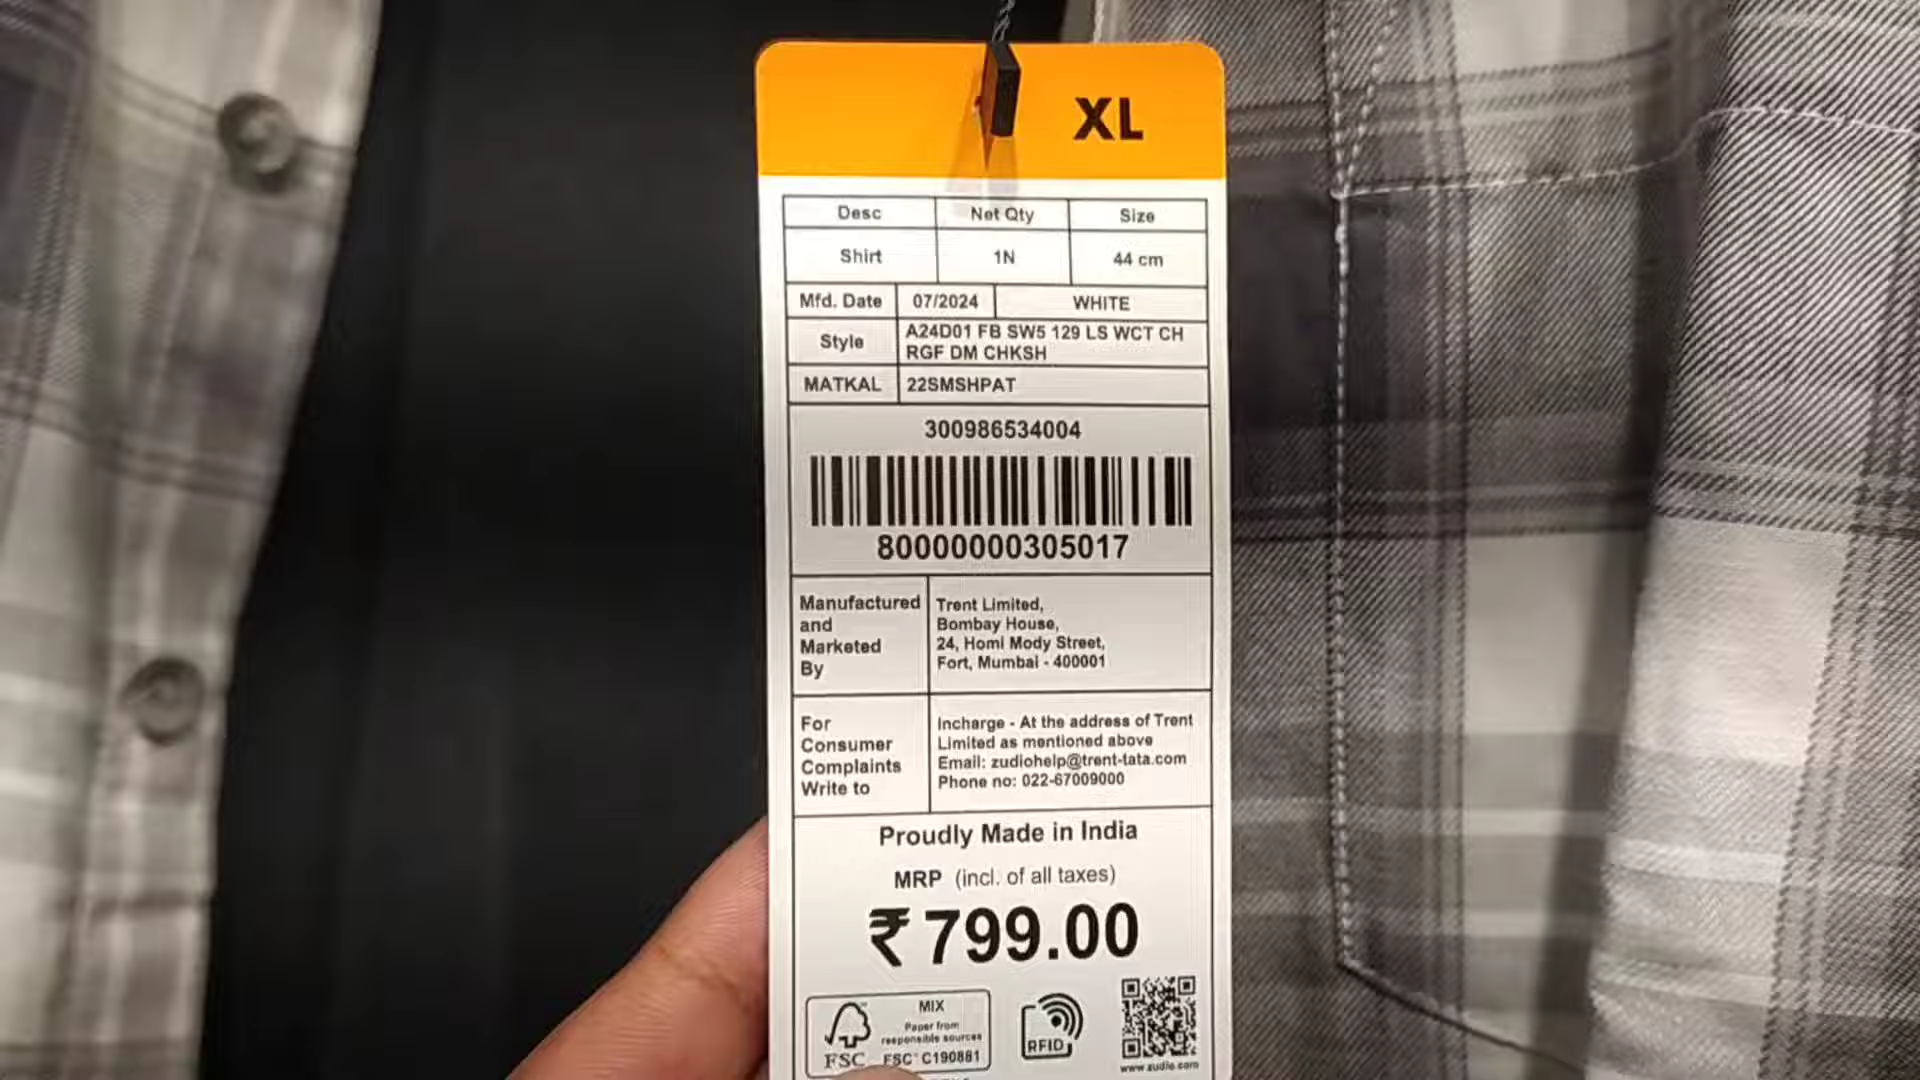 XL
Desc Net Qty Size
Shirt 1N 44 cm
Mfd. Date 07/2024 WHITE
Style A24D01 FB SW5 129 LS WCT CH
RGF DM CHKSH
MATKAL 22SMSHPAT
300986534004
80000000305017
Manufactured
and
Marketed
By
Trent Limited,
Bombay House,
24, Homi Mody Street,
Fort, Mumbai - 400001
For
Consumer
Complaints
Write to
Incharge - At the address of Trent
Limited as mentioned above
Email: zudiohelp@trent-tata.com
Phone no: 022-67009000
Proudly Made in India
MRP (incl. of all taxes)
₹ 799.00
MIX
Paper from
responsible sources
FSC FSC® C190881
RFID
www.zudio.com